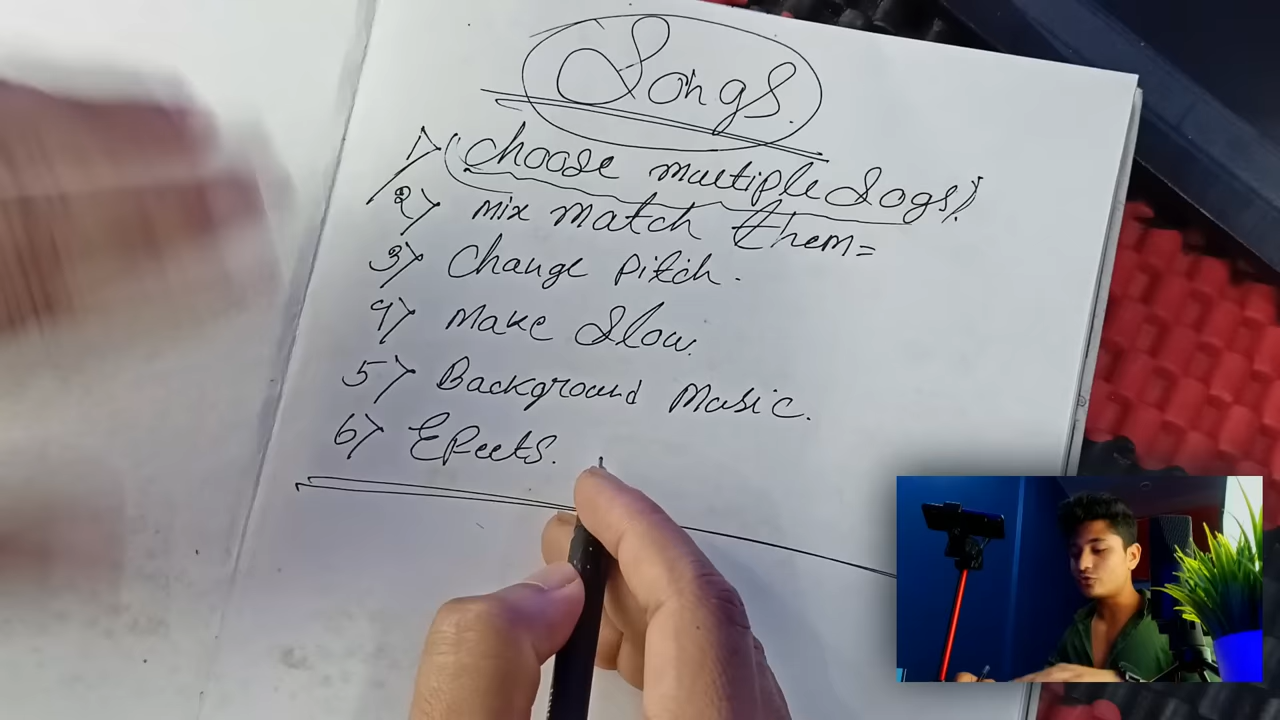 Songs.
1) (choose multiple Sogs).
2) mix match them=
3) Change Pitch.
4) Make Slow.
5) Background Music.
6) Effects.